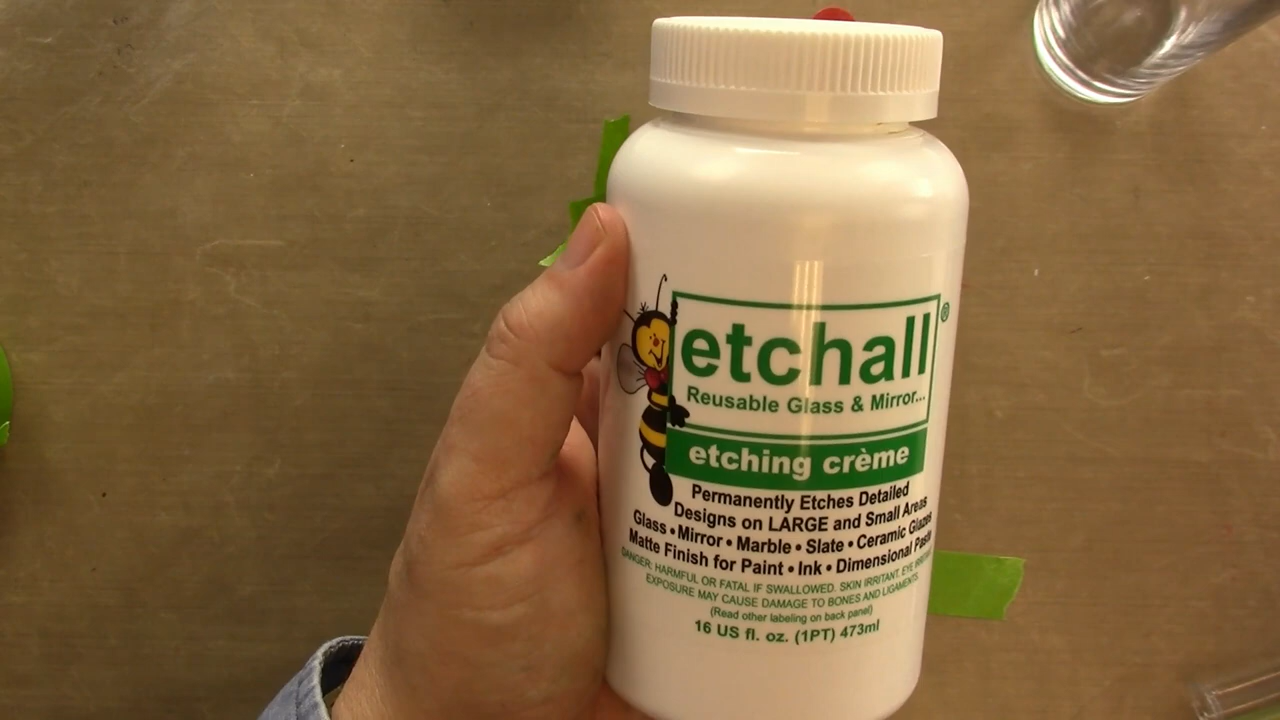 etchall®
Reusable Glass & Mirror...
etching crème
Permanently Etches Detailed
Designs on LARGE and Small Areas
Glass • Mirror • Marble • Slate • Ceramic Glazes
Matte Finish for Paint • Ink • Dimensional Paste
DANGER: HARMFUL OR FATAL IF SWALLOWED. SKIN IRRITANT, EYE
EXPOSURE MAY CAUSE DAMAGE TO BONES AND LIGAMENTS.
(Read other labeling on back panel)
16 US fl. oz. (1PT) 473ml